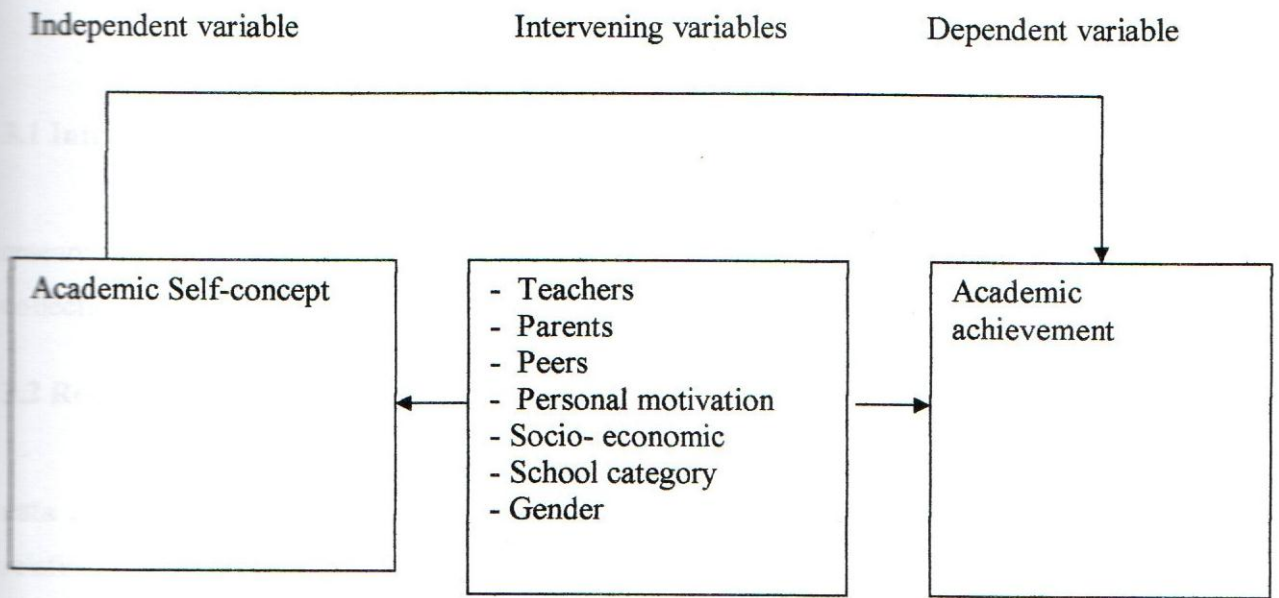 Independent variable Intervening variables Dependent variable
Academic Self-concept
- Teachers
- Parents
- Peers
- Personal motivation
- Socio- economic
- School category
- Gender
Academic
achievement